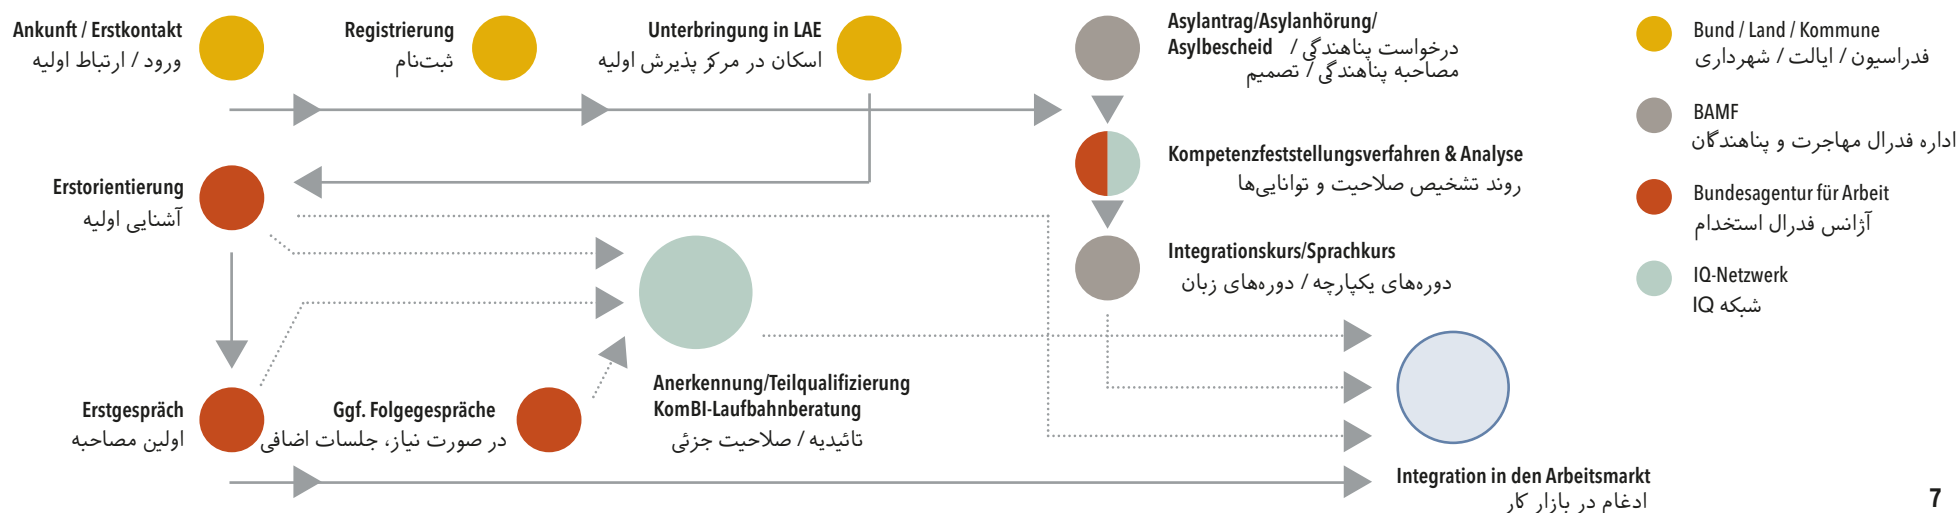 Ankunft / Erstkontakt
ورود / ارتباط اولیه
Registrierung
ثبت‌نام
Unterbringung in LAE
اسکان در مرکز پذیرش اولیه
Asylantrag/Asylanhörung/
Asylbescheid / درخواست پناهندگی
مصاحبه پناهندگی / تصمیم
Kompetenzfeststellungsverfahren & Analyse
روند تشخیص صلاحیت و توانایی‌ها
Integrationskurs/Sprachkurs
دوره‌های یکپارچه / دوره‌های زبان
Erstorientierung
آشنایی اولیه
Erstgespräch
اولین مصاحبه
Ggf. Folgegespräche
در صورت نیاز، جلسات اضافی
Anerkennung/Teilqualifizierung
KomBI-Laufbahnberatung
تائیدیه / صلاحیت جزئی
Integration in den Arbeitsmarkt
ادغام در بازار کار
Bund / Land / Kommune
فدراسیون / ایالت / شهرداری
BAMF
اداره فدرال مهاجرت و پناهندگان
Bundesagentur für Arbeit
آژانس فدرال استخدام
IQ-Netzwerk
شبکه IQ
7